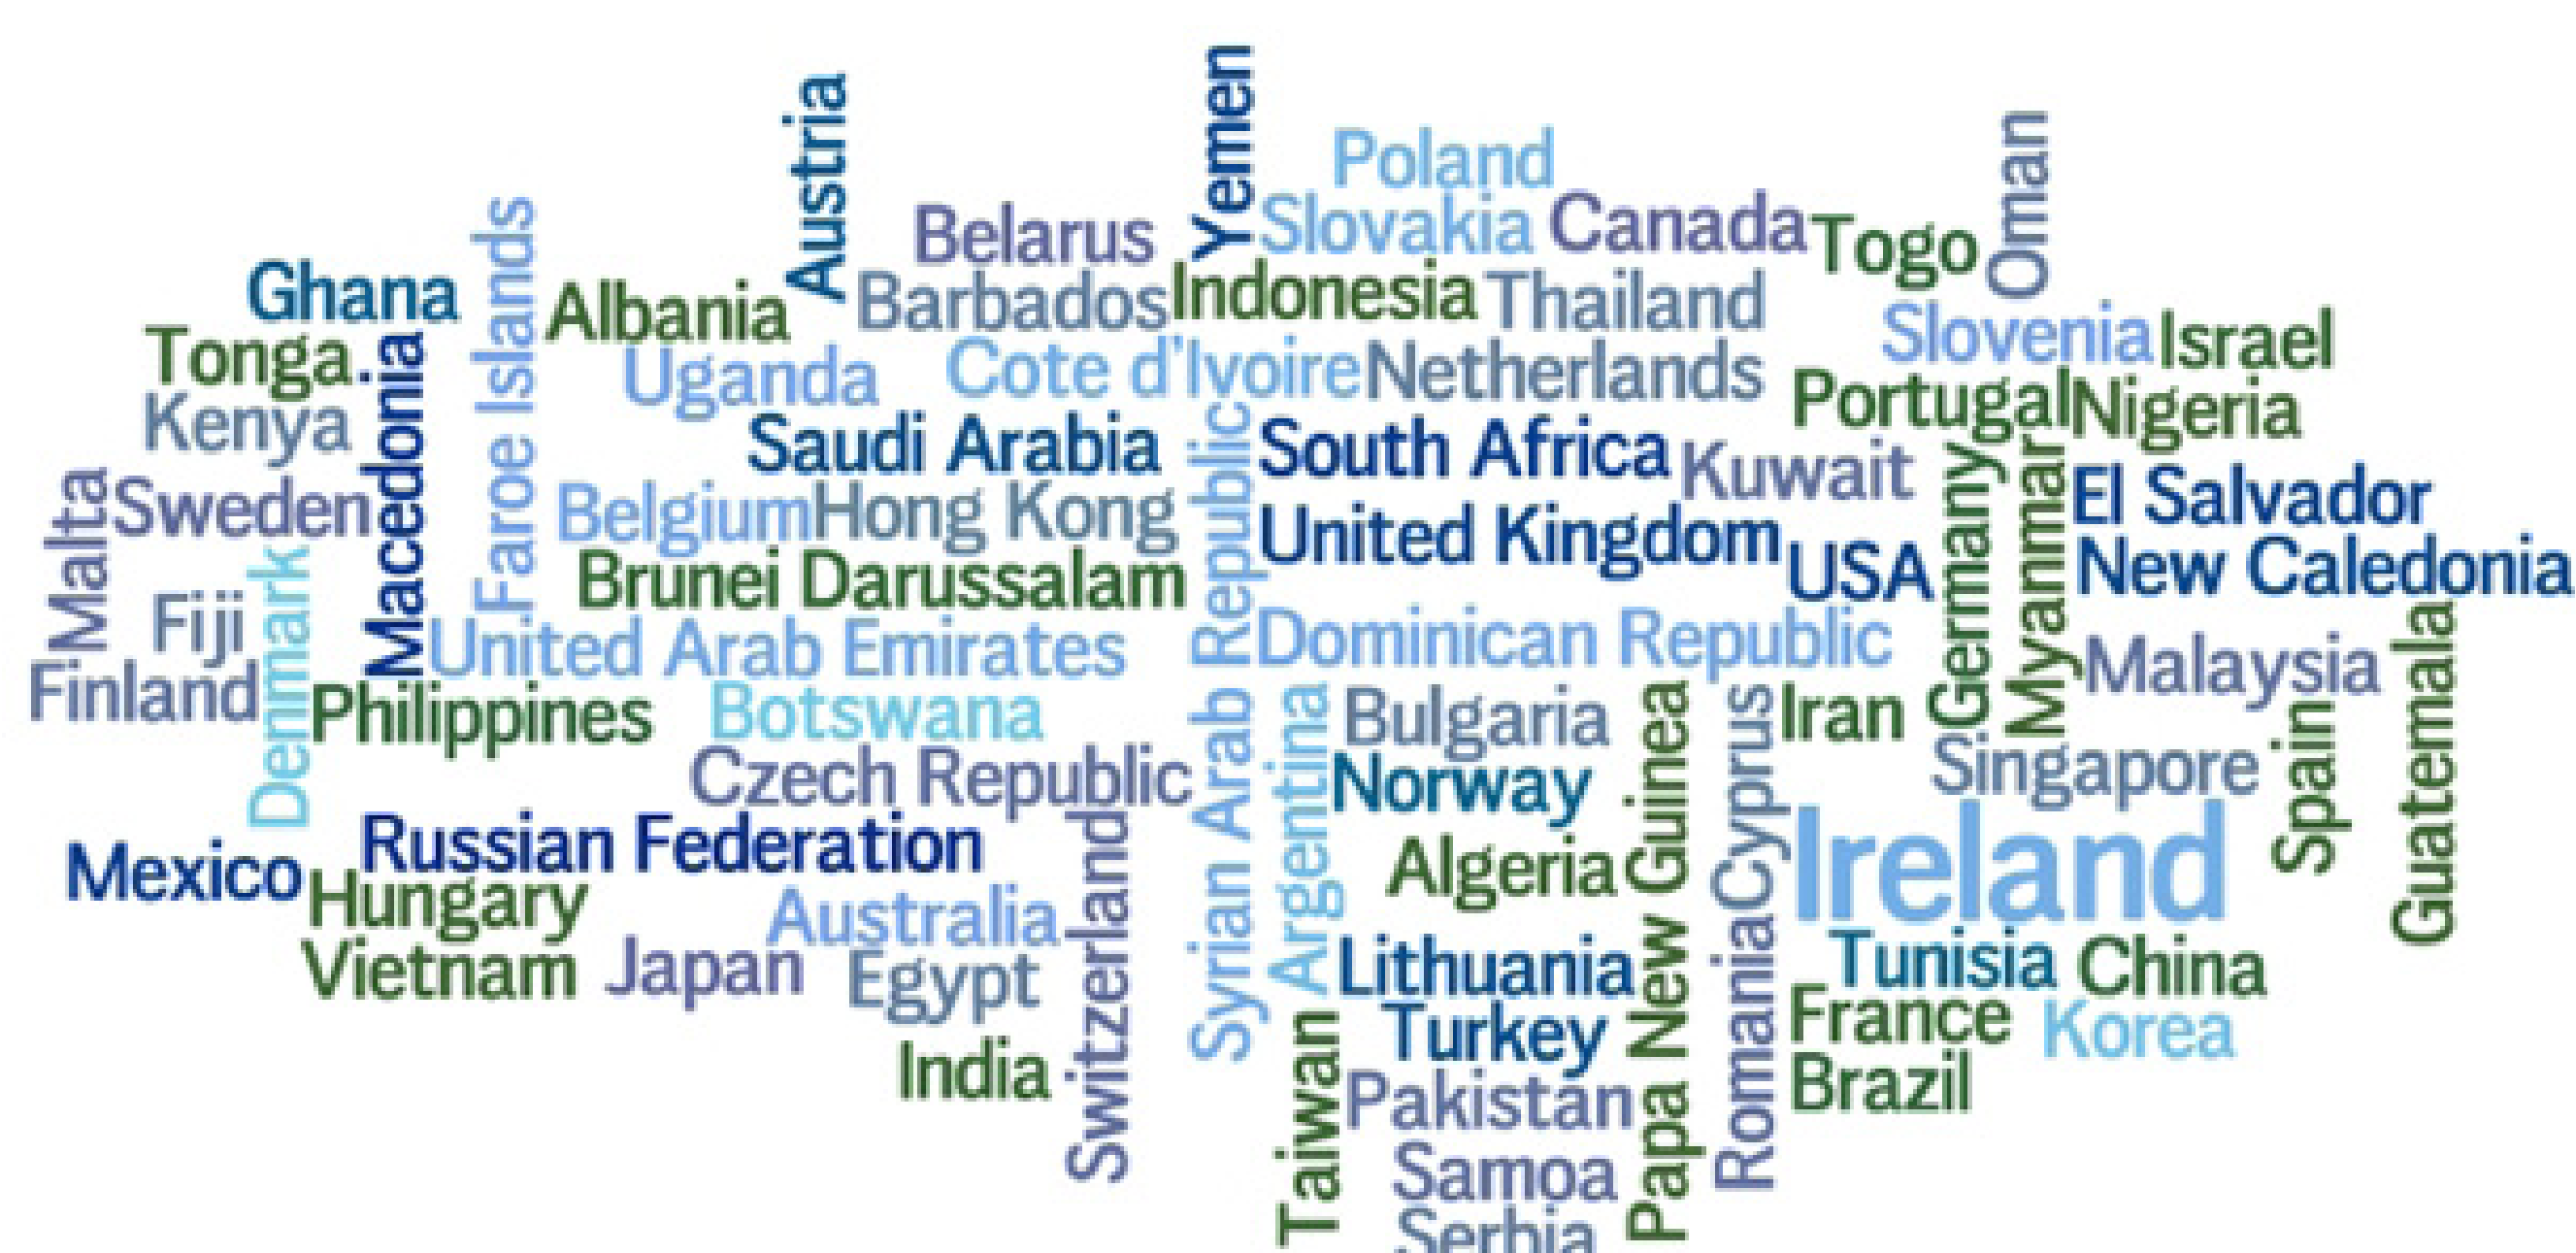 Yemen
Austria
Poland
Oman
Faroe Islands
Belarus
Slovakia
Canada
Togo
Ghana
Albania
Barbados
Indonesia
Thailand
Slovenia
Israel
Tonga
Macedonia
Uganda
Cote d'Ivoire
Netherlands
Portugal
Nigeria
Kenya
Saudi Arabia
Syrian Arab Republic
South Africa
Kuwait
Germany
Myanmar
El Salvador
Malta
Sweden
Belgium
Hong Kong
United Kingdom
USA
New Caledonia
Denmark
Brunei Darussalam
Fiji
United Arab Emirates
Dominican Republic
Malaysia
Guatemala
Finland
Philippines
Botswana
Argentina
Bulgaria
Papa New Guinea
Cyprus
Iran
Singapore
Spain
Czech Republic
Norway
Mexico
Russian Federation
Switzerland
Algeria
Ireland
Hungary
Australia
Romania
Vietnam
Japan
Egypt
Lithuania
Tunisia
China
India
Taiwan
Turkey
France
Korea
Pakistan
Brazil
Samoa
Serbia